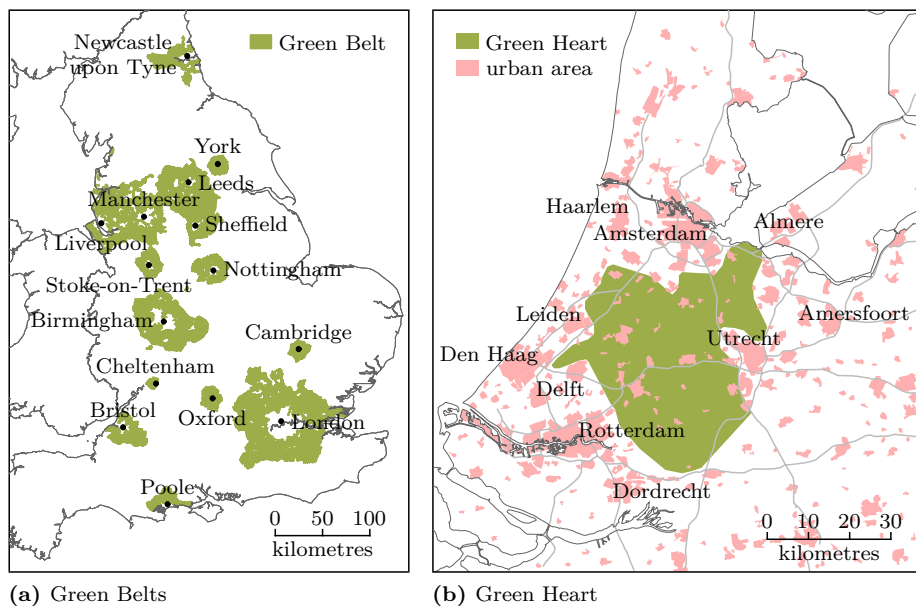 Newcastle
upon Tyne
Green Belt
York
Leeds
Manchester
Sheffield
Liverpool
Nottingham
Stoke-on-Trent
Birmingham
Cambridge
Cheltenham
Oxford
Bristol
London
Poole
0 50 100
kilometres
(a) Green Belts
Green Heart
urban area
Haarlem
Amsterdam
Almere
Leiden
Amersfoort
Utrecht
Den Haag
Delft
Rotterdam
Dordrecht
0 10 20 30
kilometres
(b) Green Heart